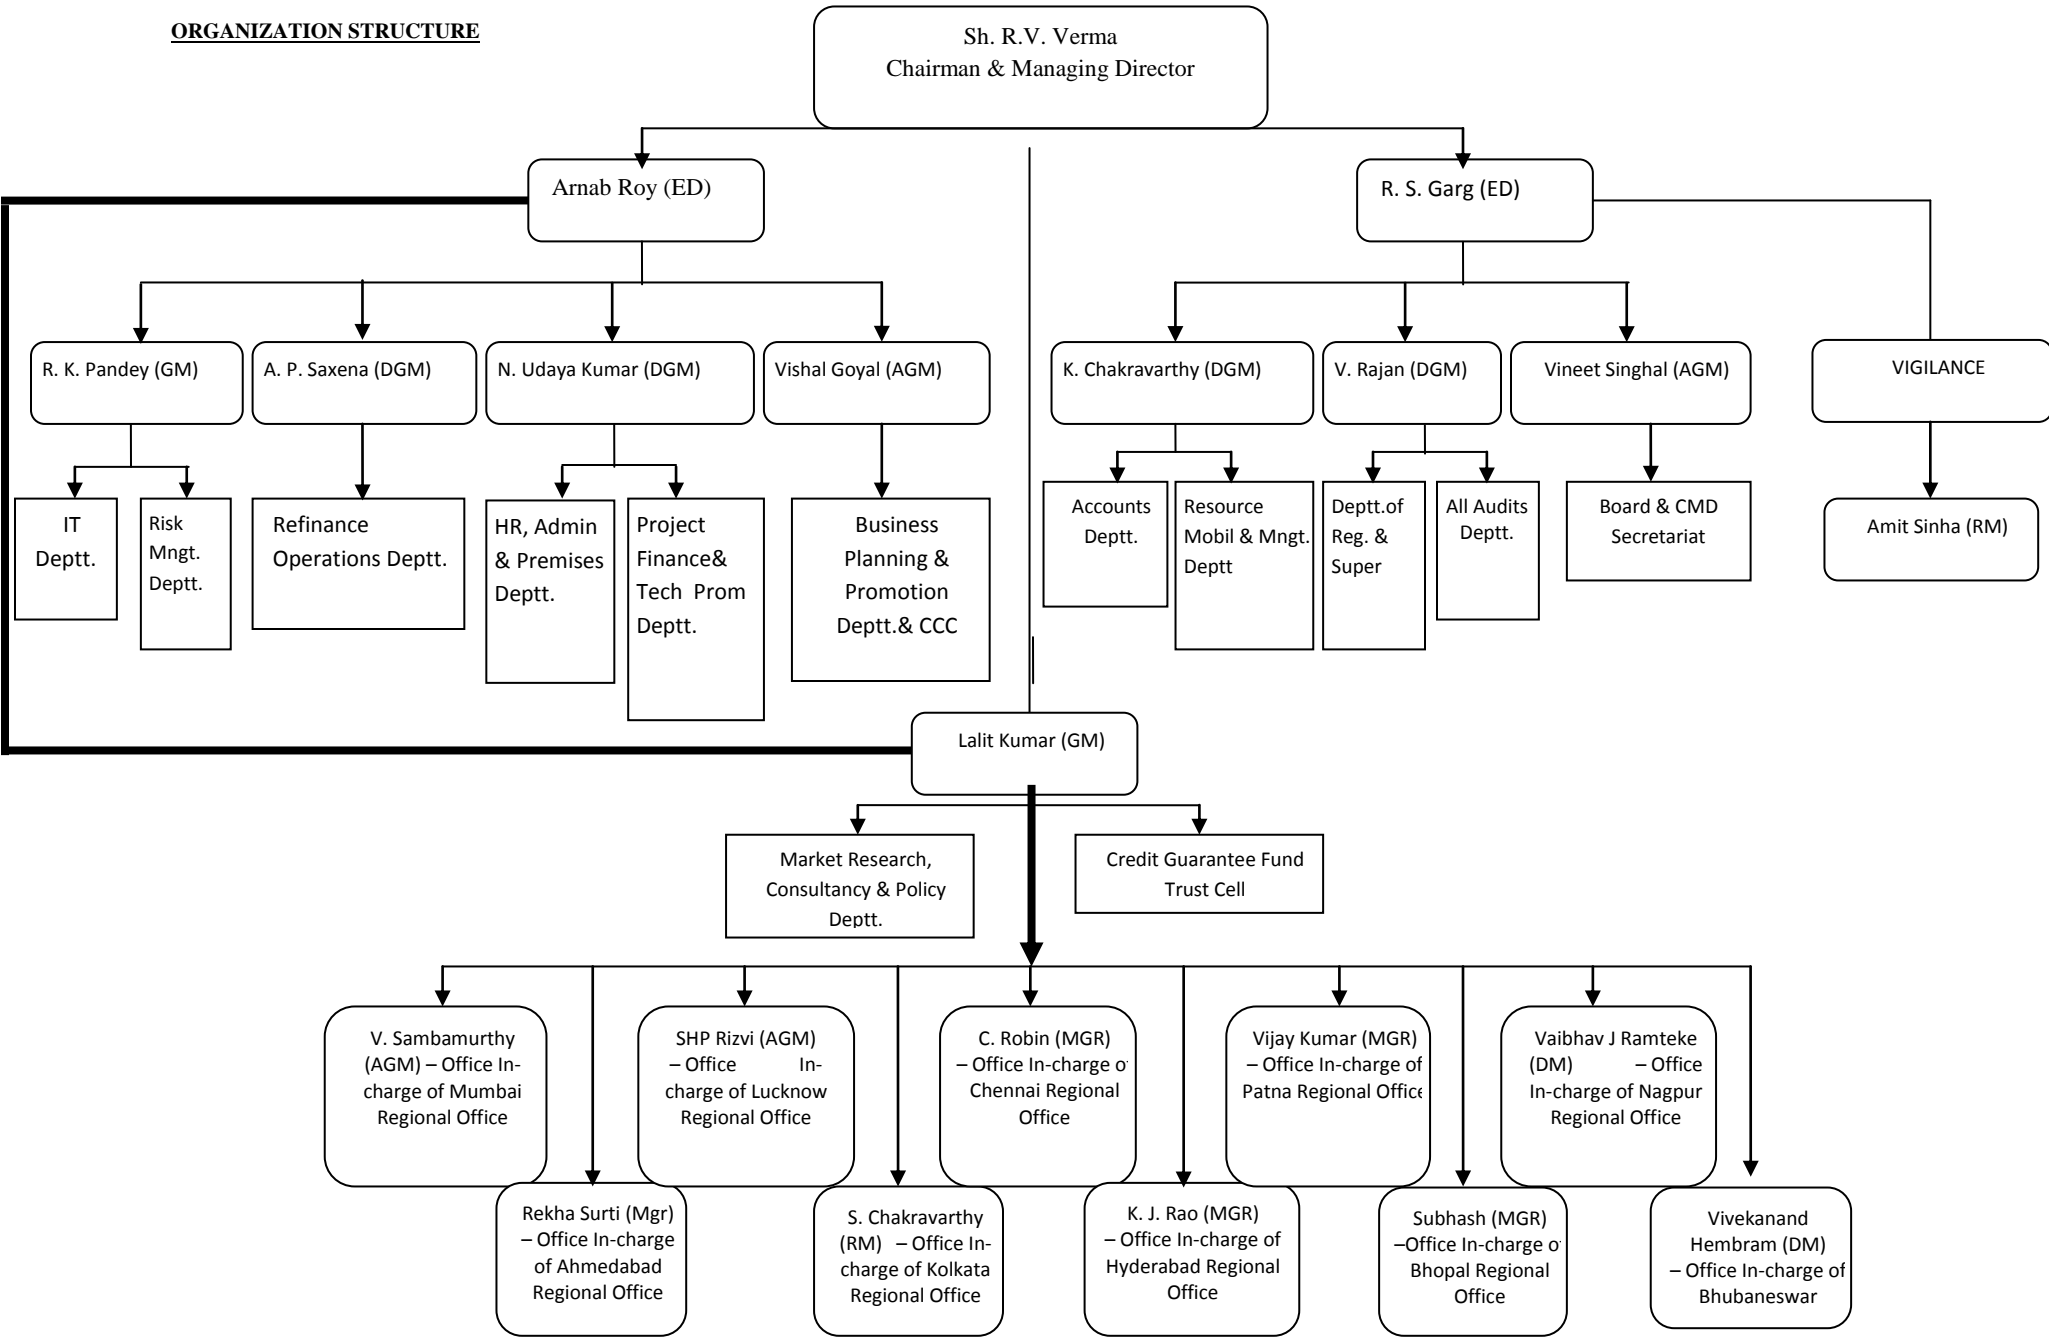 ORGANIZATION STRUCTURE
Sh. R.V. Verma
Chairman & Managing Director
Arnab Roy (ED)
R. S. Garg (ED)
R. K. Pandey (GM)
A. P. Saxena (DGM)
N. Udaya Kumar (DGM)
Vishal Goyal (AGM)
K. Chakravarthy (DGM)
V. Rajan (DGM)
Vineet Singhal (AGM)
VIGILANCE
IT
Deptt.
Risk
Mngt.
Deptt.
Refinance
Operations Deptt.
HR, Admin
& Premises
Deptt.
Project
Finance&
Tech Prom
Deptt.
Business
Planning &
Promotion
Deptt.& CCC
Accounts
Deptt.
Resource
Mobil & Mngt.
Deptt
Deptt.of
Reg. &
Super
All Audits
Deptt.
Board & CMD
Secretariat
Amit Sinha (RM)
Lalit Kumar (GM)
Market Research,
Consultancy & Policy
Deptt.
Credit Guarantee Fund
Trust Cell
V. Sambamurthy
(AGM) – Office In-
charge of Mumbai
Regional Office
SHP Rizvi (AGM)
– Office In-
charge of Lucknow
Regional Office
C. Robin (MGR)
– Office In-charge of
Chennai Regional
Office
Vijay Kumar (MGR)
– Office In-charge of
Patna Regional Office
Vaibhav J Ramteke
(DM) – Office
In-charge of Nagpur
Regional Office
Rekha Surti (Mgr)
– Office In-charge
of Ahmedabad
Regional Office
S. Chakravarthy
(RM) – Office In-
charge of Kolkata
Regional Office
K. J. Rao (MGR)
– Office In-charge of
Hyderabad Regional
Office
Subhash (MGR)
–Office In-charge of
Bhopal Regional
Office
Vivekanand
Hembram (DM)
– Office In-charge of
Bhubaneswar